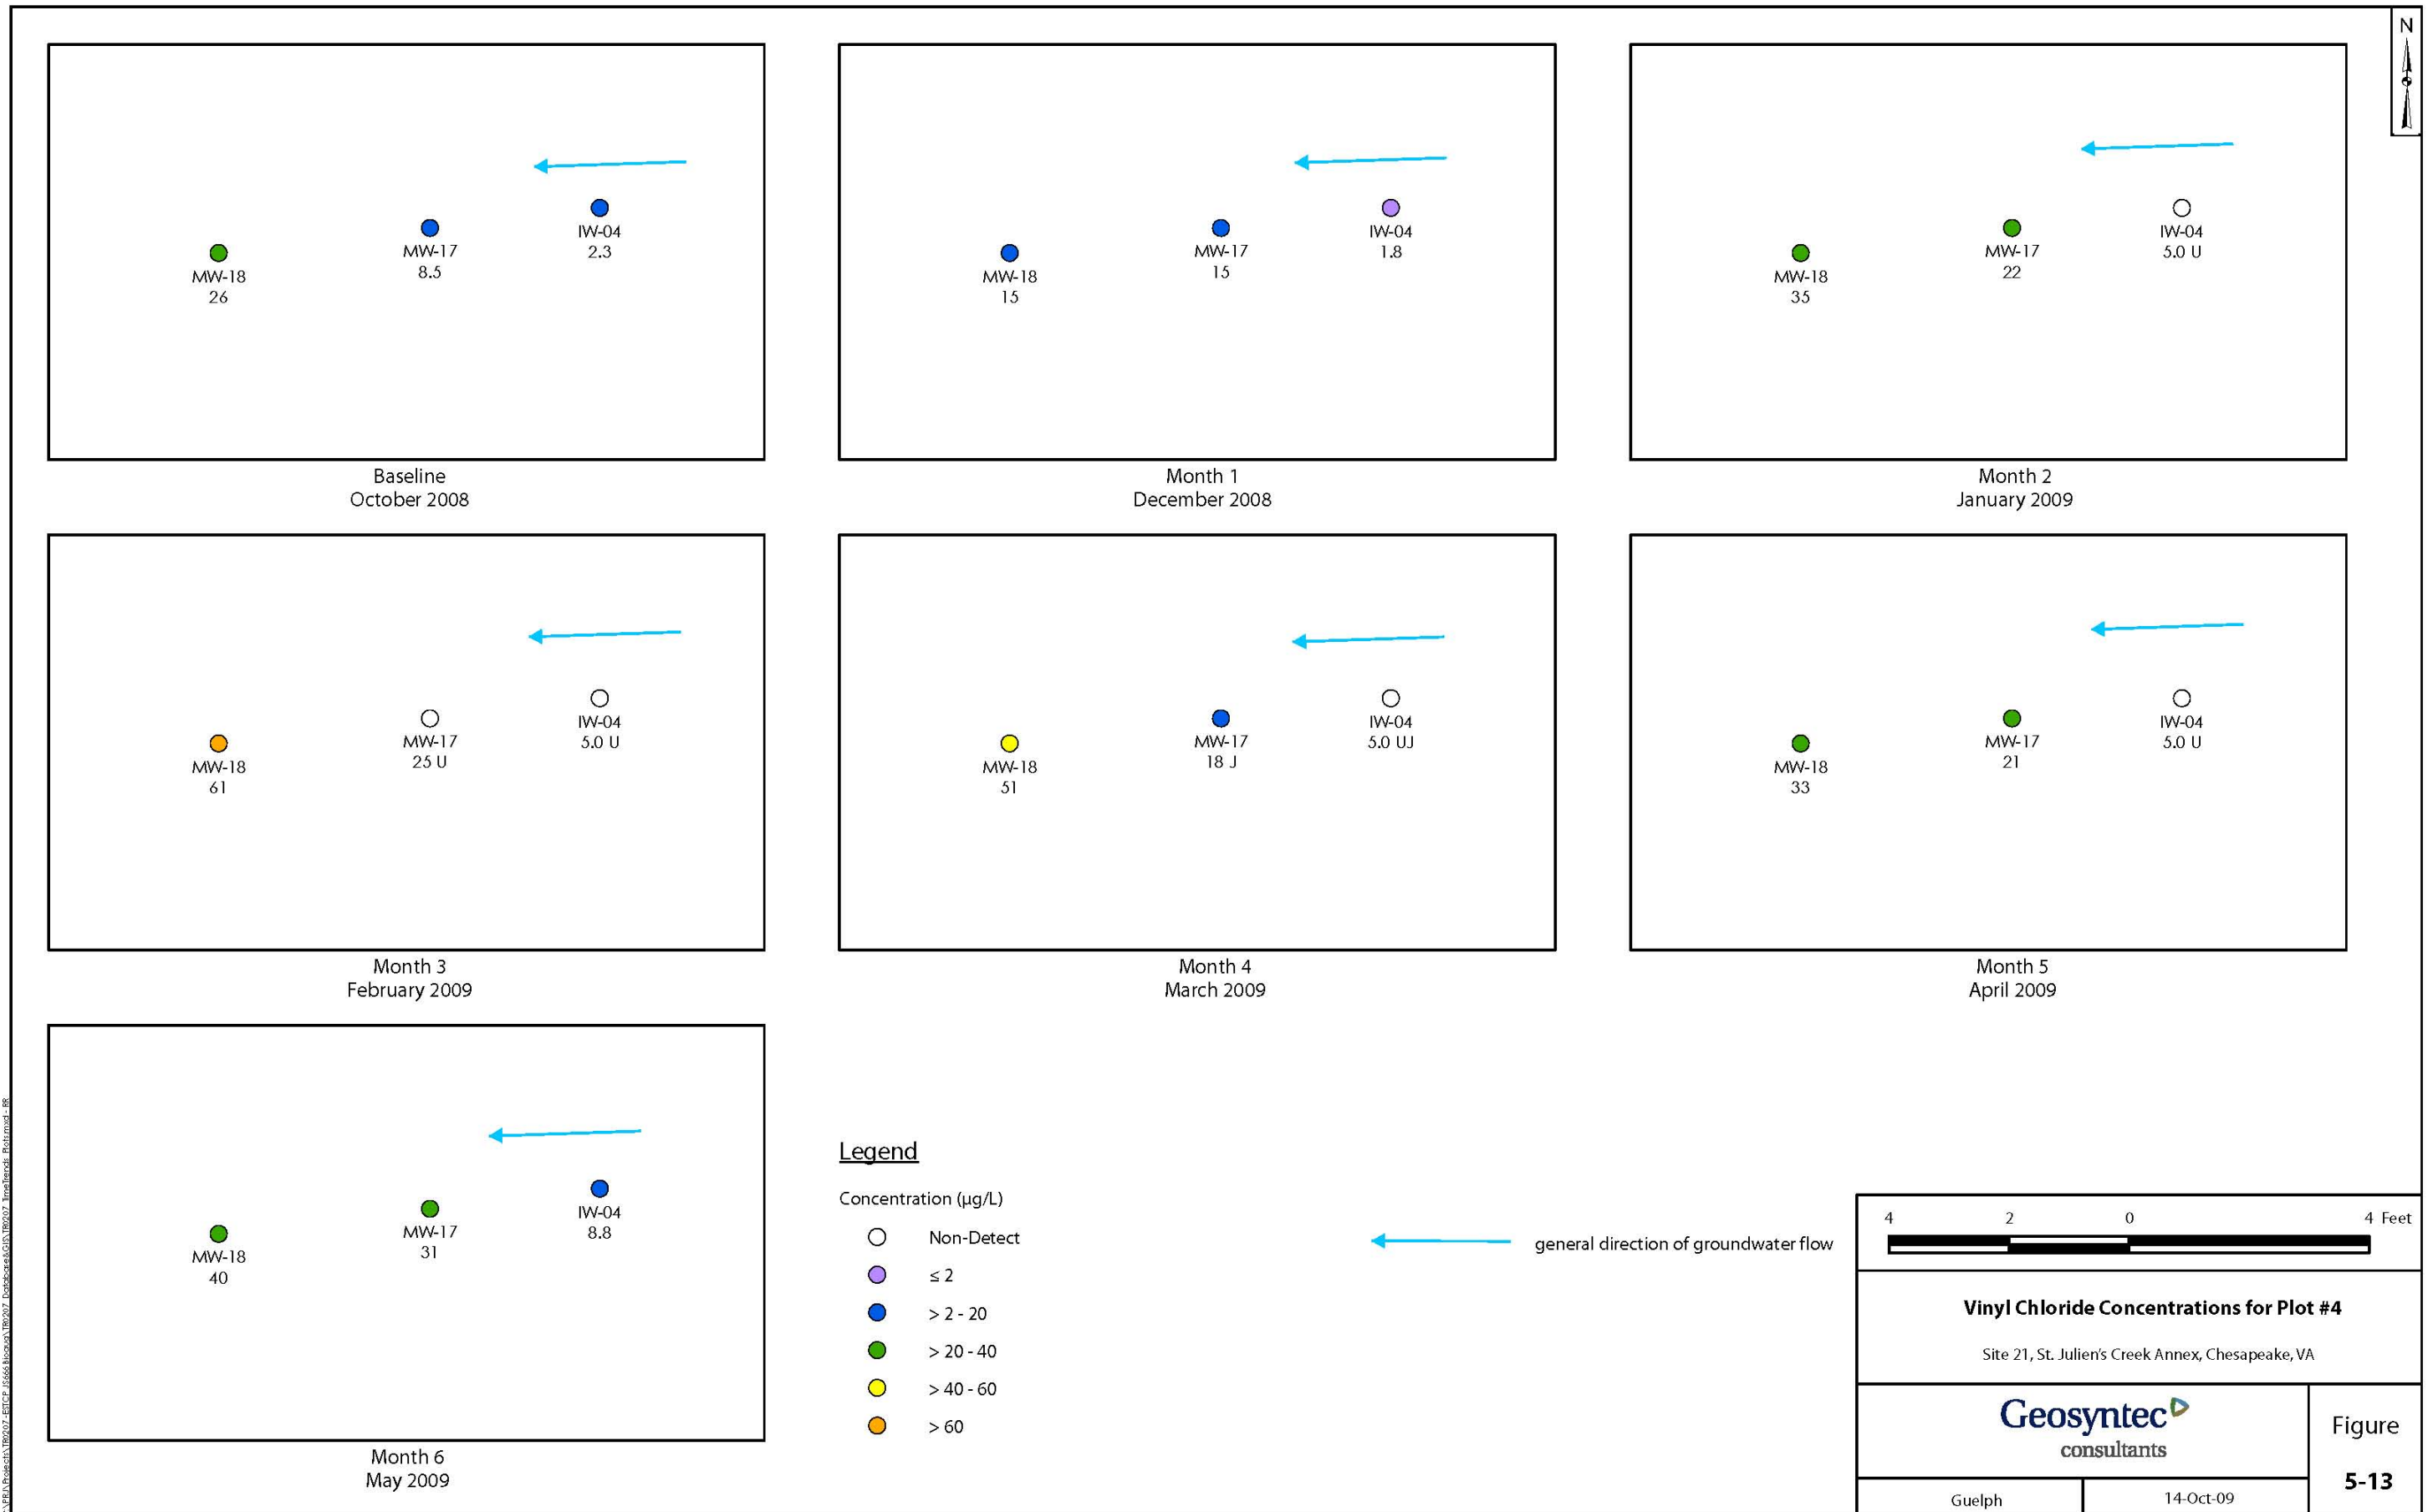 N
IW-04
2.3
MW-17
8.5
MW-18
26
Baseline
October 2008
IW-04
1.8
MW-17
15
MW-18
15
Month 1
December 2008
IW-04
5.0 U
MW-17
22
MW-18
35
Month 2
January 2009
IW-04
5.0 U
MW-17
25 U
MW-18
61
Month 3
February 2009
IW-04
5.0 UJ
MW-17
18 J
MW-18
51
Month 4
March 2009
IW-04
5.0 U
MW-17
21
MW-18
33
Month 5
April 2009
IW-04
8.8
MW-17
31
MW-18
40
Month 6
May 2009
Legend
Concentration (µg/L)
Non-Detect
≤ 2
> 2 - 20
> 20 - 40
> 40 - 60
> 60
general direction of groundwater flow
4 2 0 4 Feet
Vinyl Chloride Concentrations for Plot #4
Site 21, St. Julien's Creek Annex, Chesapeake, VA
Geosyntec
consultants
Figure
5-13
Guelph
14-Oct-09